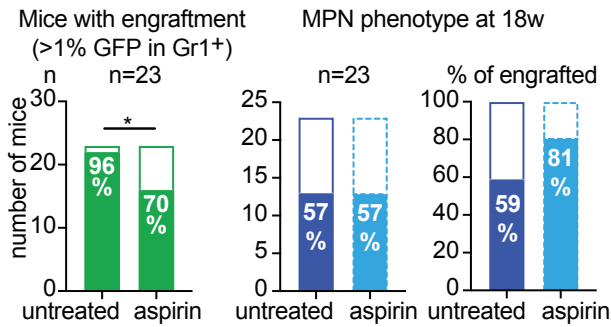 Mice with engraftment
(>1% GFP in Gr1+)
n
n=23
*
number of mice
30
20
10
0
96
%
70
%
untreated
aspirin
MPN phenotype at 18w
n=23
25
20
15
10
5
0
57
%
57
%
untreated
aspirin
% of engrafted
100
80
60
40
20
0
59
%
81
%
untreated
aspirin